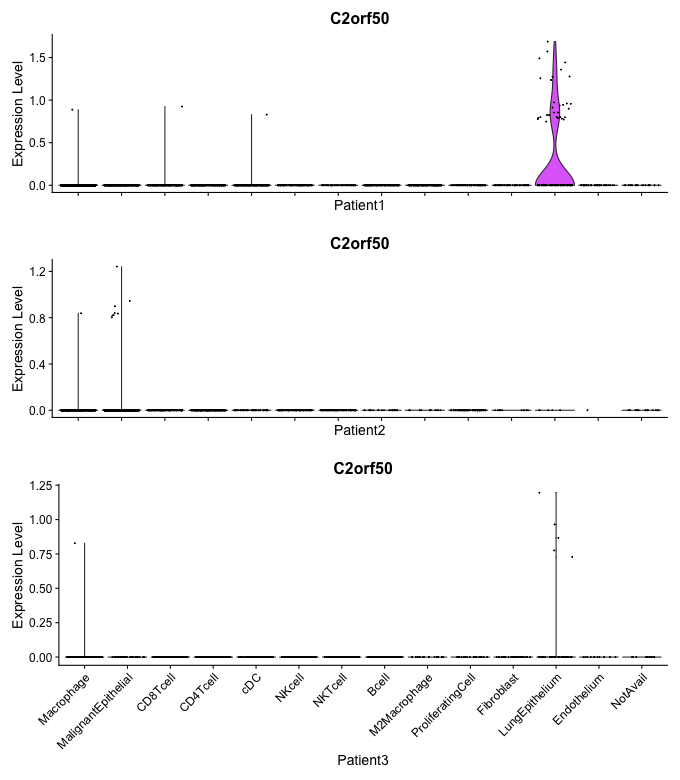 C2orf50
Expression Level
1.5
1.0
0.5
0.0
Patient1
C2orf50
Expression Level
1.2
0.8
0.4
0.0
Patient2
C2orf50
Expression Level
1.25
1.00
0.75
0.50
0.25
0.00
Macrophage
MalignantEpithelial
CD8Tcell
CD4Tcell
cDC
NKcell
NKTcell
Bcell
M2Macrophage
ProliferatingCell
Fibroblast
LungEpithelium
Endothelium
NotAvail
Patient3